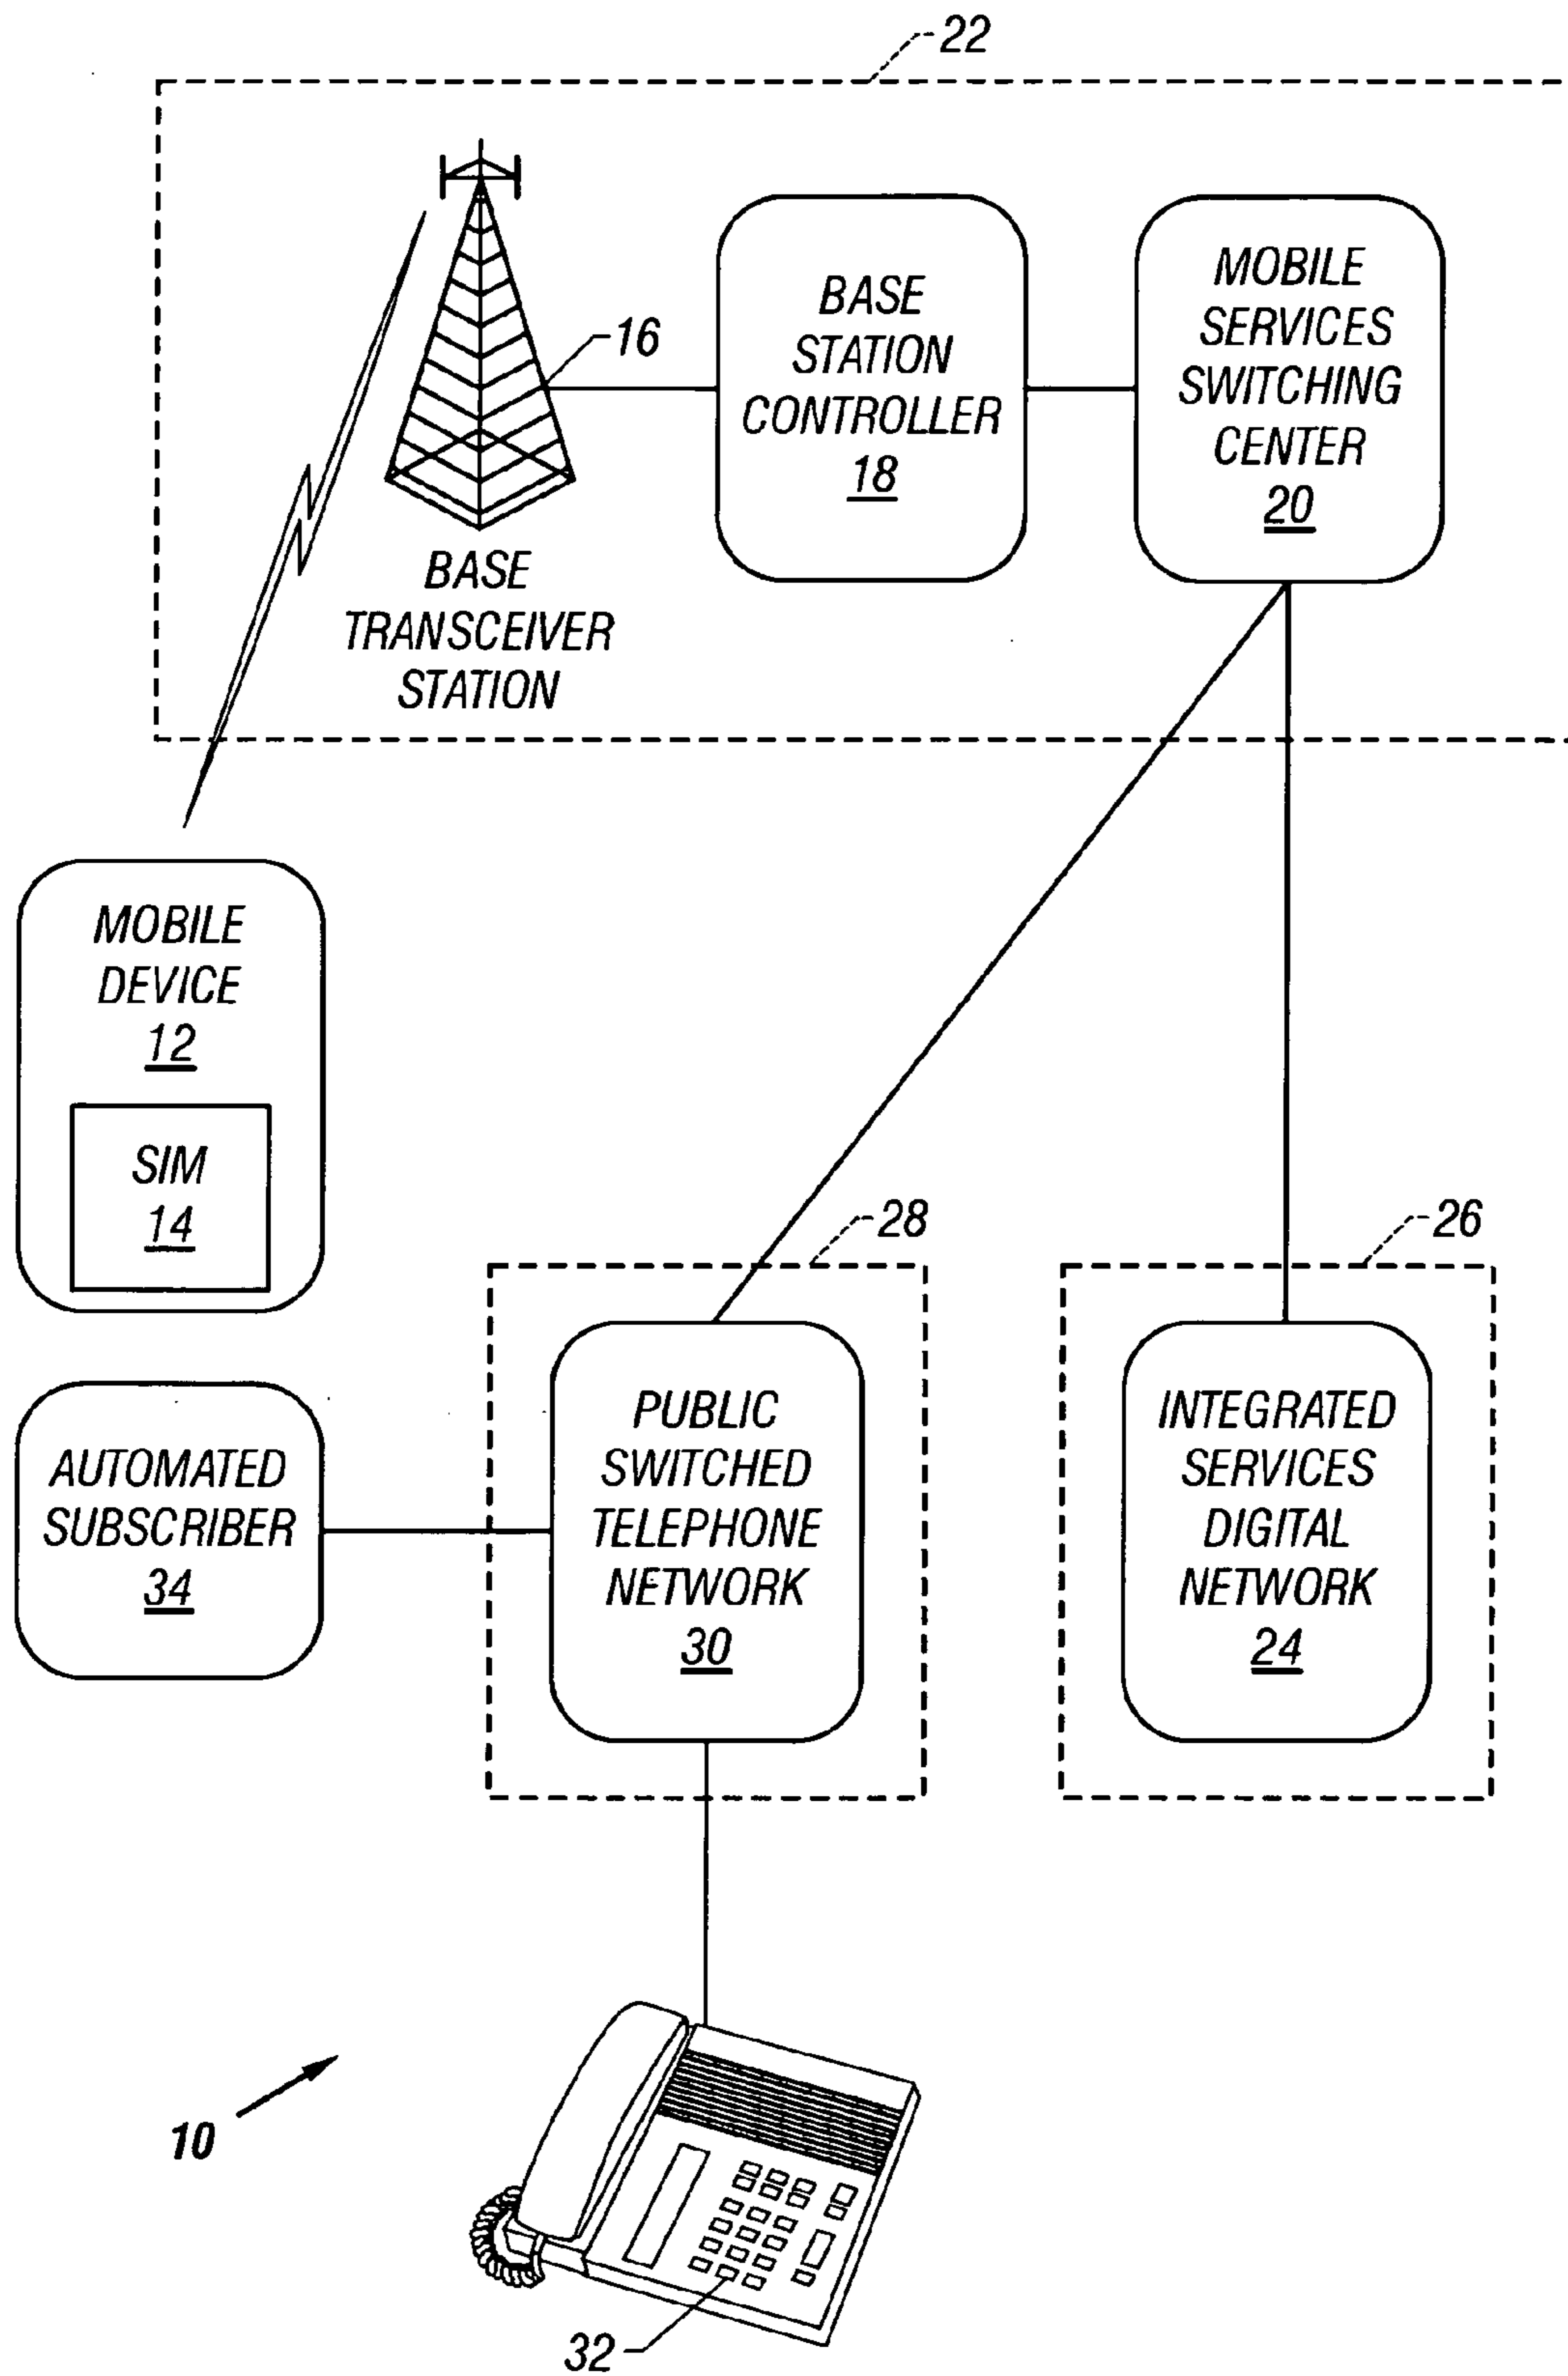 22
16
BASE
TRANSCEIVER
STATION
BASE
STATION
CONTROLLER
18
MOBILE
SERVICES
SWITCHING
CENTER
20
MOBILE
DEVICE
12
SIM
14
28
26
AUTOMATED
SUBSCRIBER
34
PUBLIC
SWITCHED
TELEPHONE
NETWORK
30
INTEGRATED
SERVICES
DIGITAL
NETWORK
24
10
32